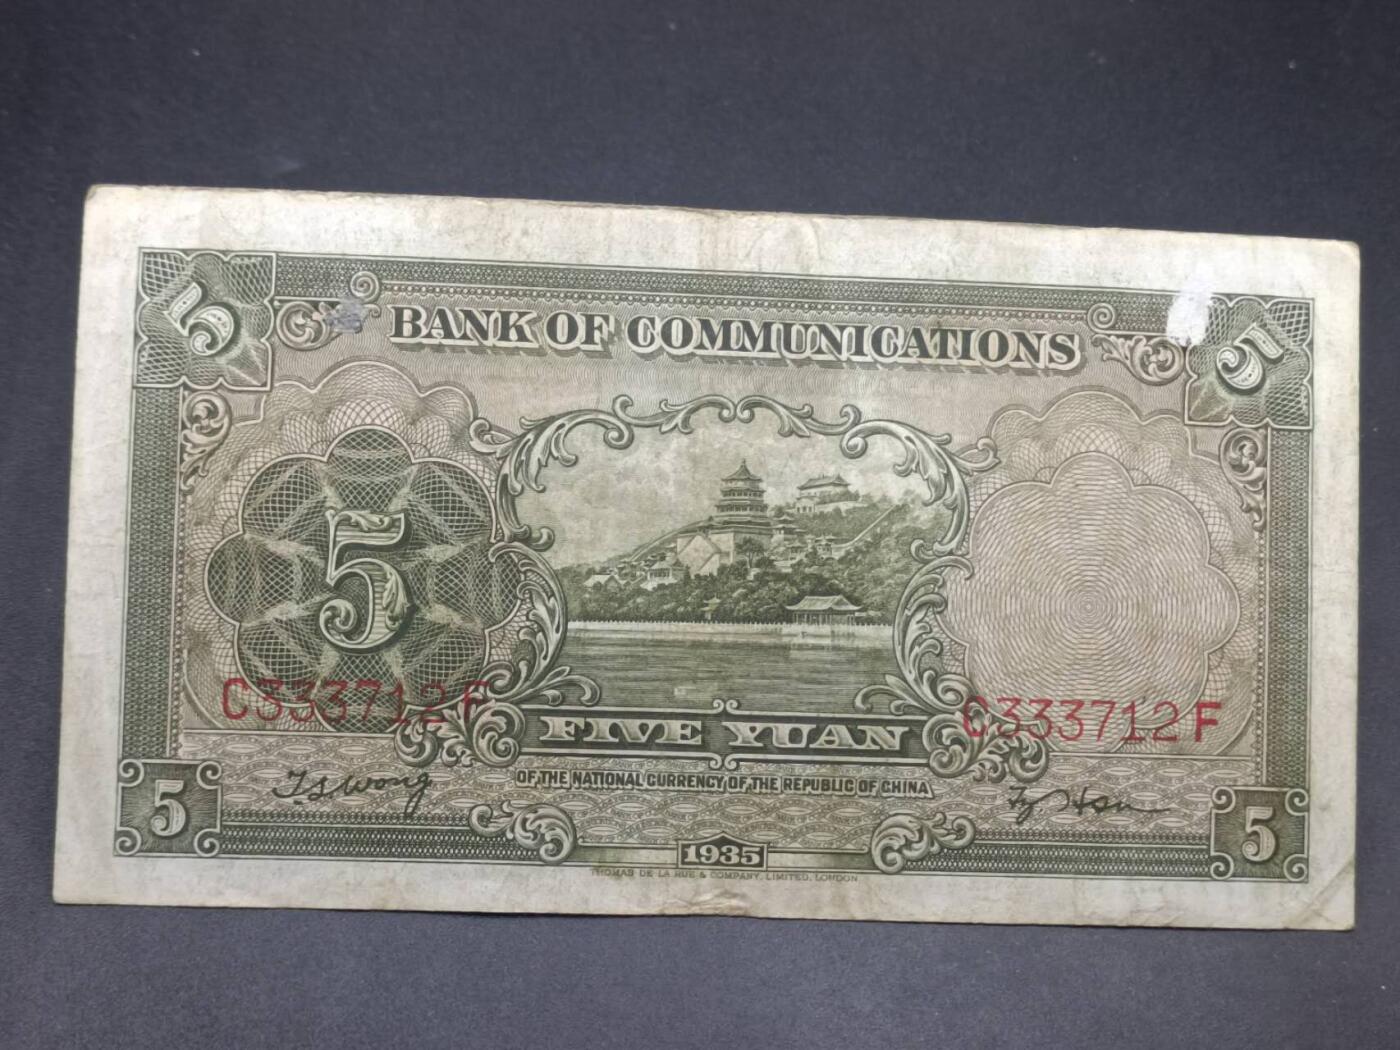 5 5
BANK OF COMMUNICATIONS
5
C333712F C333712F
FIVE YUAN
OF THE NATIONAL CURRENCY OF THE REPUBLIC OF CHINA
T S Wong
5 1935 5
THOMAS DE LA RUE & COMPANY, LIMITED, LONDON